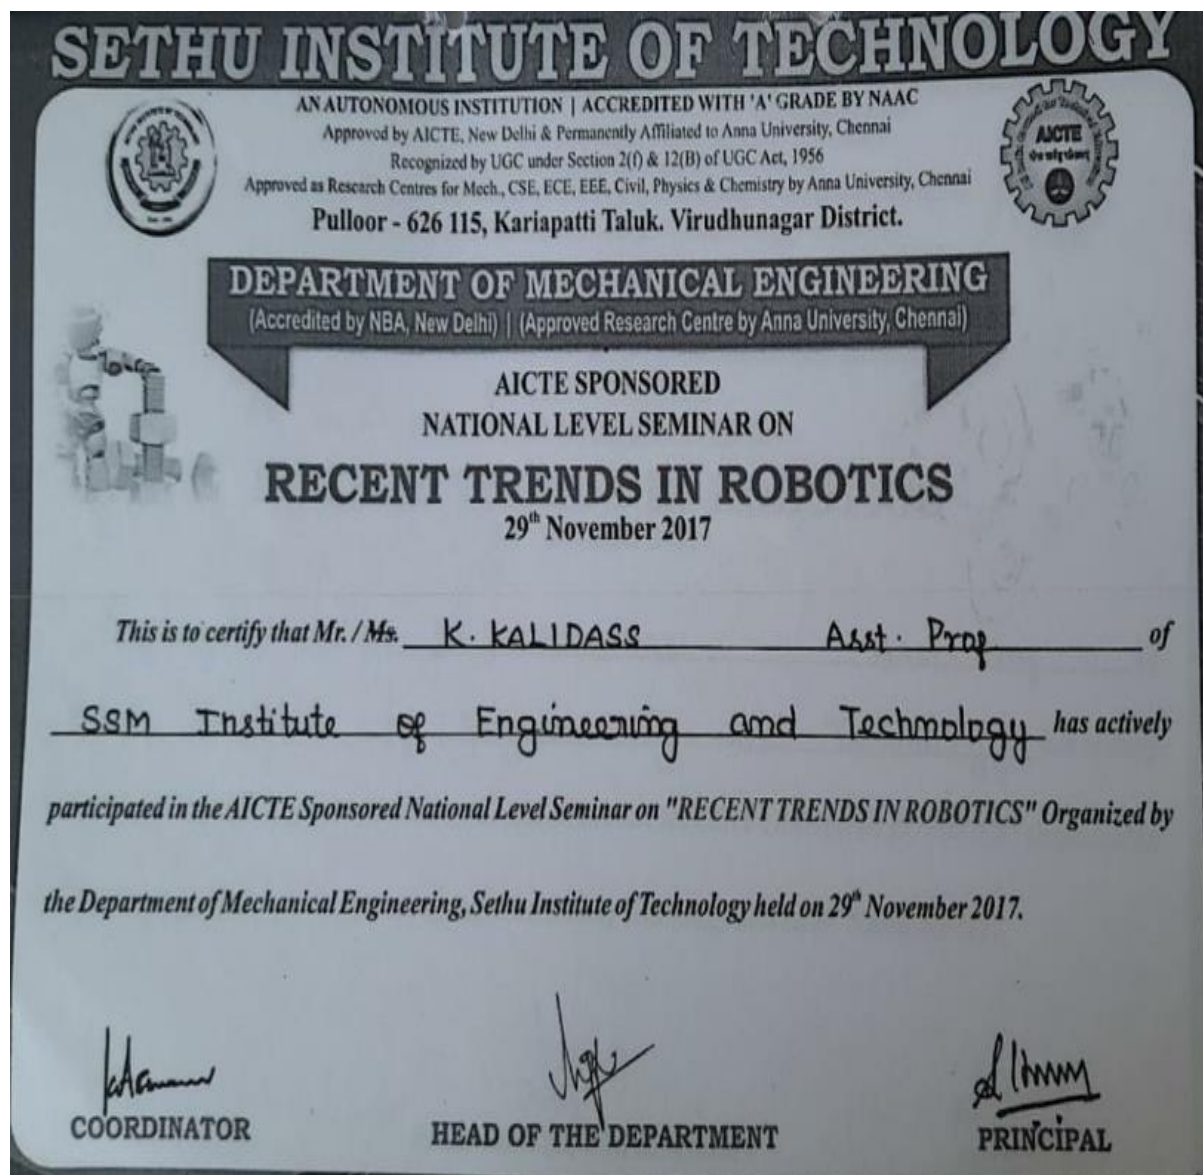 SETHU INSTITUTE OF TECHNOLOGY
AN AUTONOMOUS INSTITUTION | ACCREDITED WITH 'A' GRADE BY NAAC
Approved by AICTE, New Delhi & Permanently Affiliated to Anna University, Chennai
Recognized by UGC under Section 2(f) & 12(B) of UGC Act, 1956
Approved as Research Centres for Mech., CSE, ECE, EEE, Civil, Physics & Chemistry by Anna University, Chennai
Pulloor - 626 115, Kariapatti Taluk. Virudhunagar District.
AICTE
DEPARTMENT OF MECHANICAL ENGINEERING
(Accredited by NBA, New Delhi) | (Approved Research Centre by Anna University, Chennai)
AICTE SPONSORED
NATIONAL LEVEL SEMINAR ON
RECENT TRENDS IN ROBOTICS
29th November 2017
This is to certify that Mr. / Ms. K. KALIDASS Asst. Prof of
SSM Institute of Engineering and Technology has actively
participated in the AICTE Sponsored National Level Seminar on "RECENT TRENDS IN ROBOTICS" Organized by
the Department of Mechanical Engineering, Sethu Institute of Technology held on 29th November 2017.
COORDINATOR HEAD OF THE DEPARTMENT PRINCIPAL